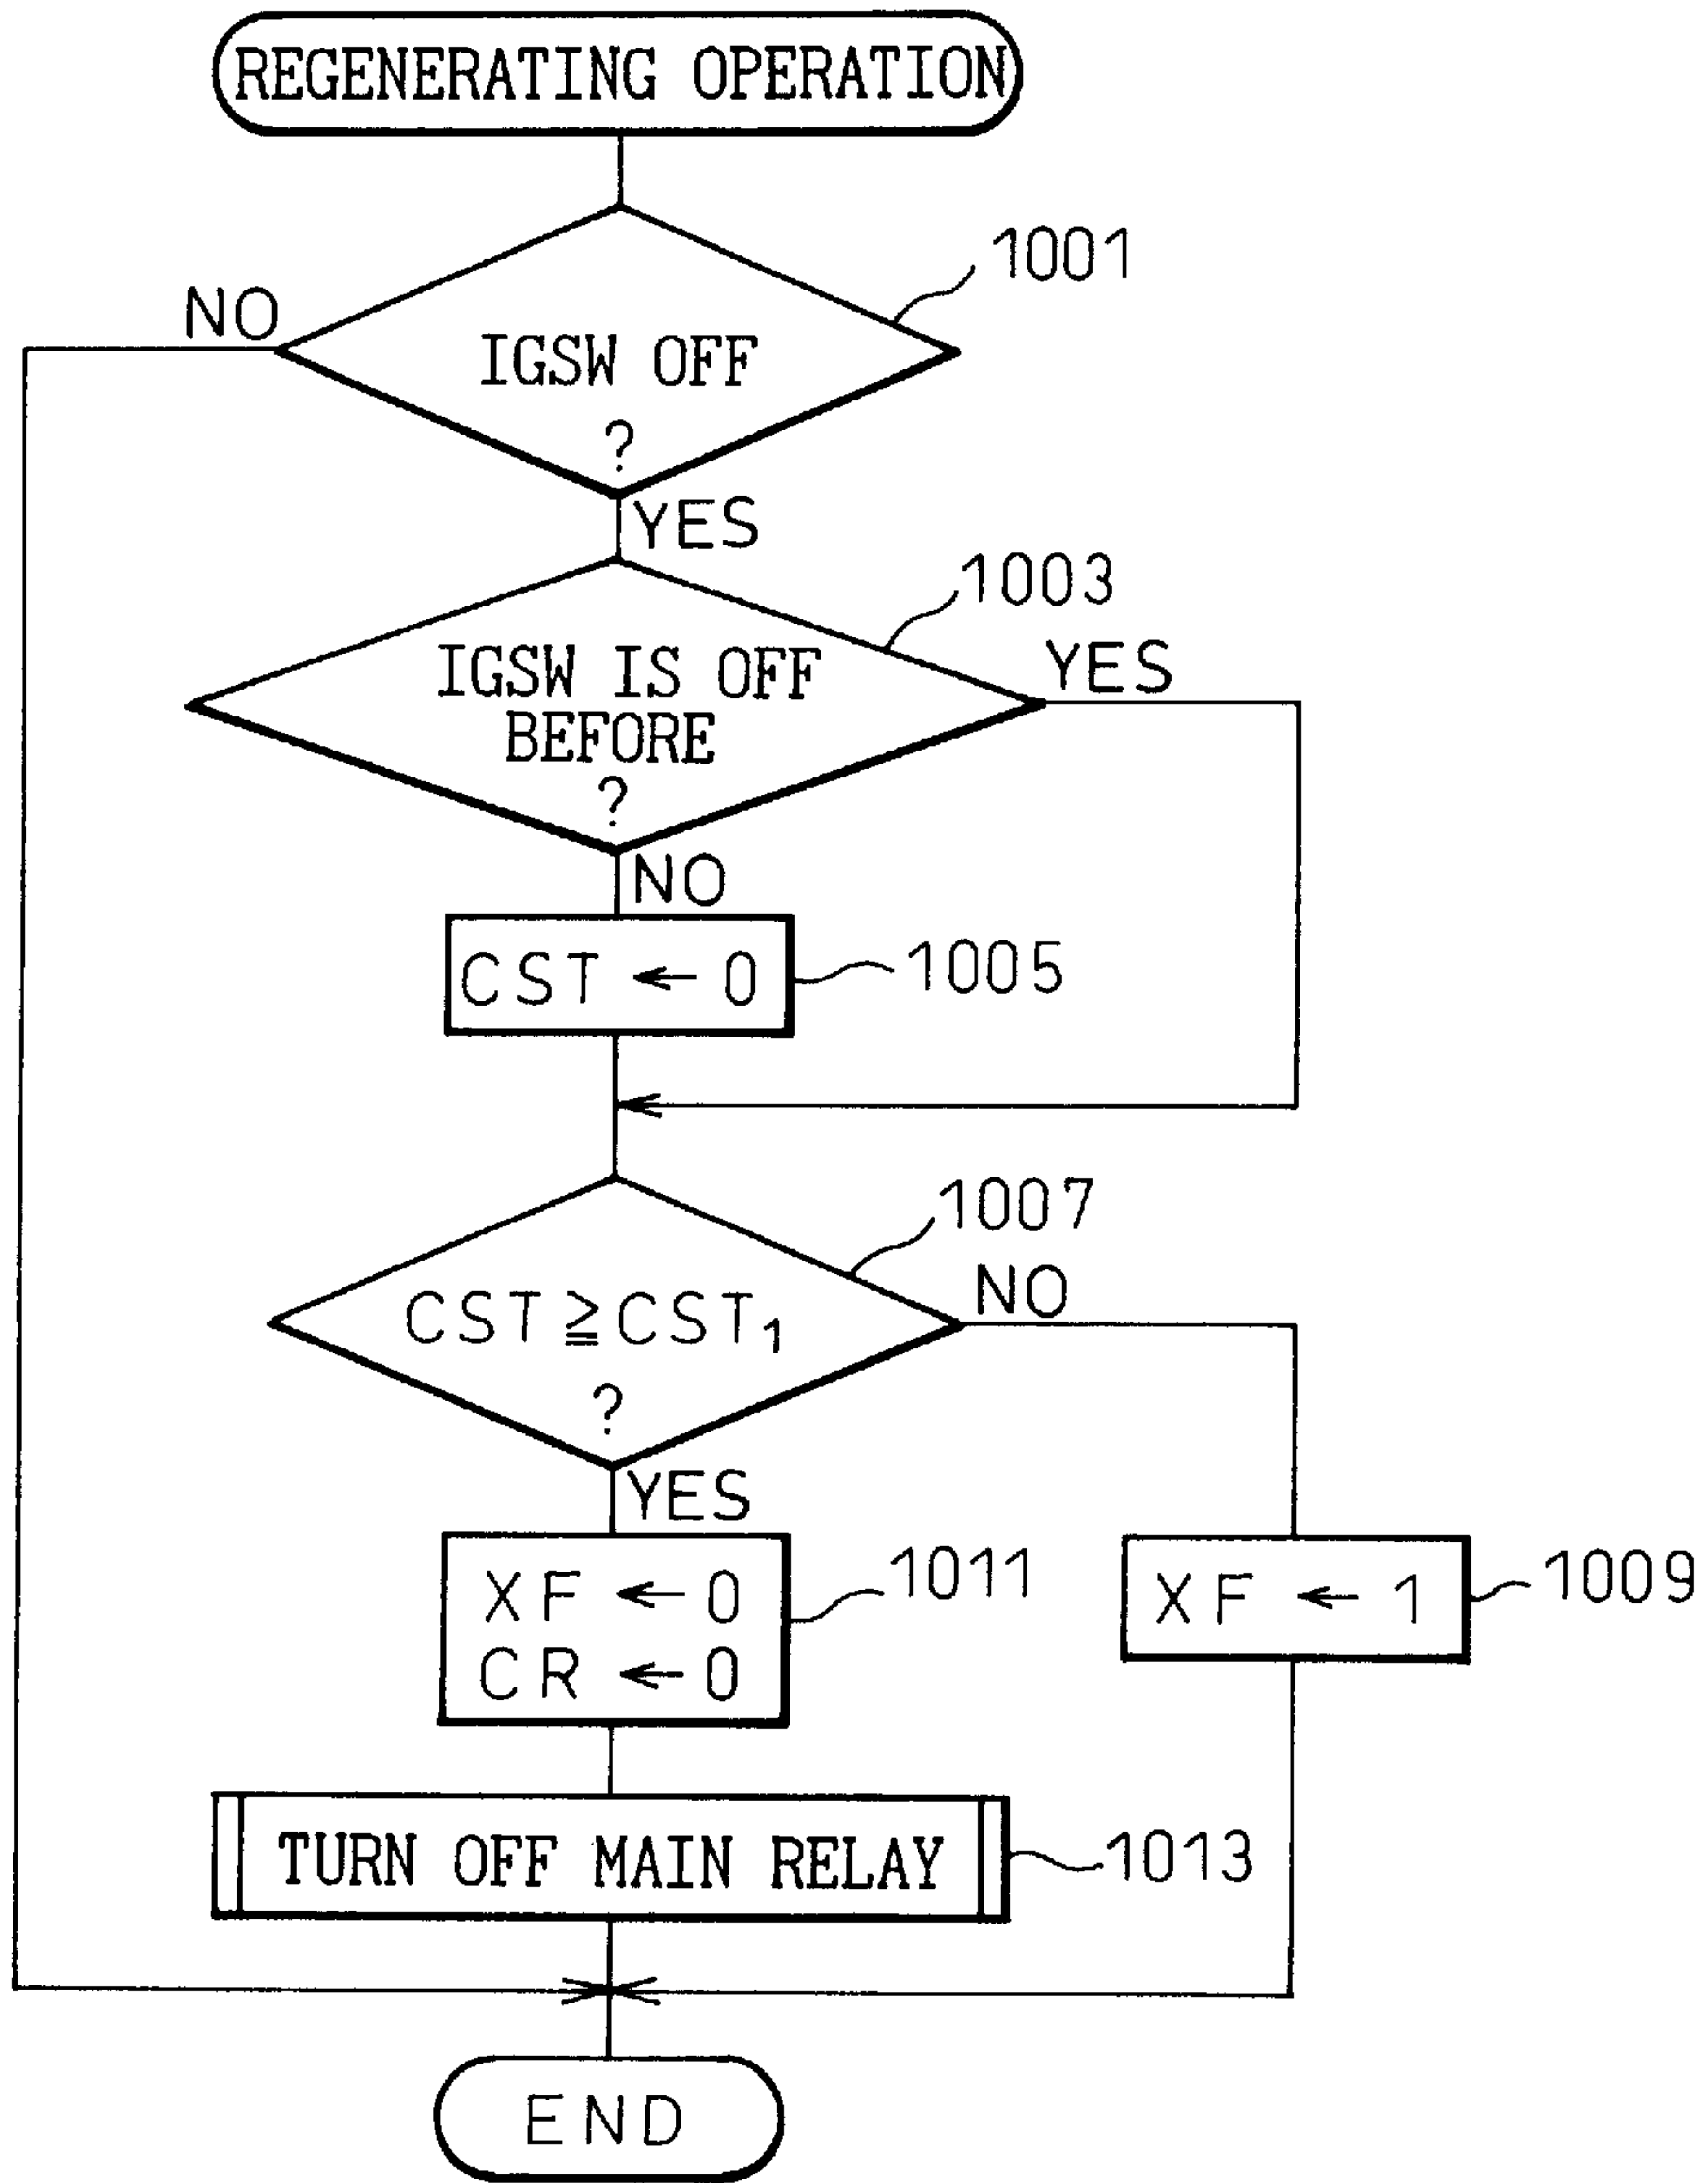 REGENERATING OPERATION
1001
NO
IGSW OFF
?
YES
1003
YES
IGSW IS OFF
BEFORE
?
NO
CST ← 0
1005
1007
NO
CST ≧ CST₁
?
YES
XF ← 0
CR ← 0
1011
XF ← 1
1009
TURN OFF MAIN RELAY
1013
END